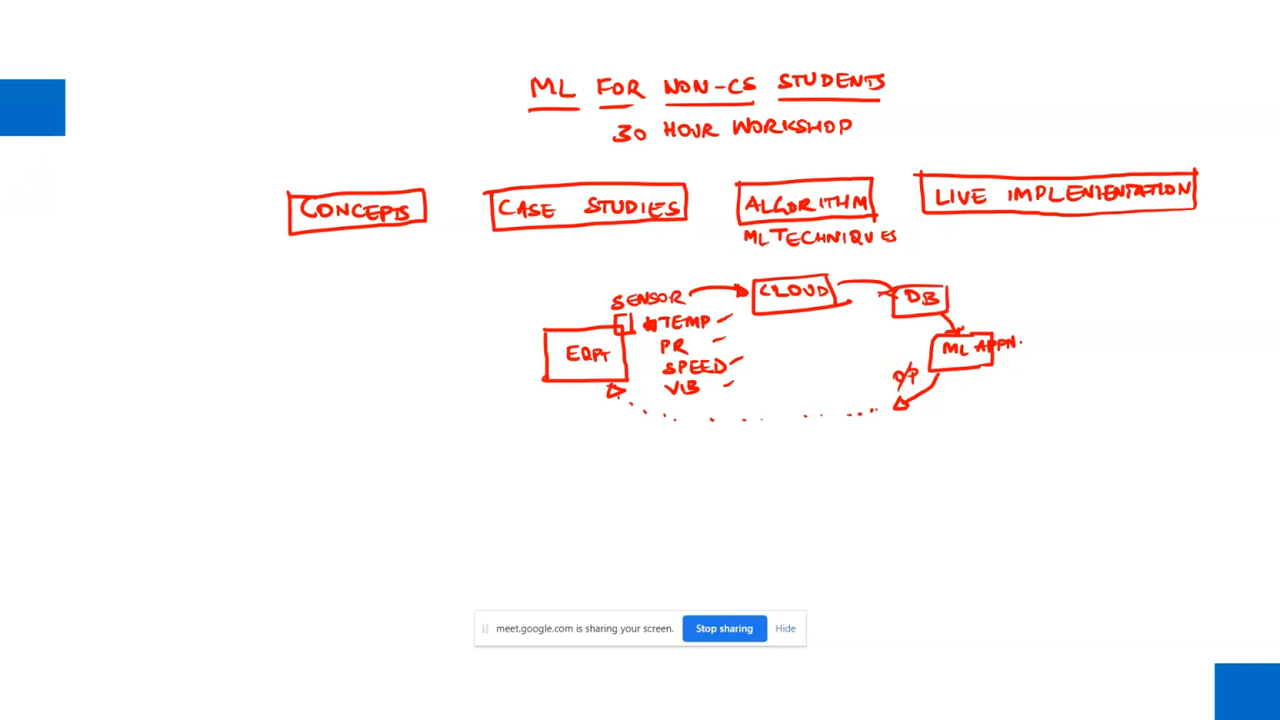 ML FOR NON-CS STUDENTS
30 HOUR WORKSHOP
CONCEPTS CASE STUDIES ALGORITHM LIVE IMPLEMENTATION
ML TECHNIQUES
SENSOR CLOUD DB
TEMP
EQPT PR ML APPN.
SPEED
VIB O/P
meet.google.com is sharing your screen. Stop sharing Hide